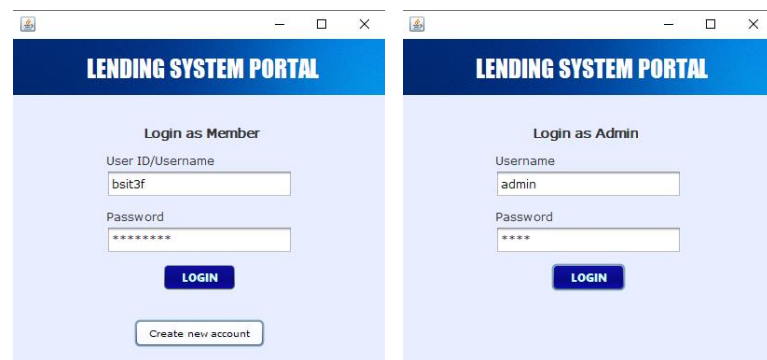 LENDING SYSTEM PORTAL
Login as Member
User ID/Username
bsit3f
Password
********
LOGIN
Create new account
LENDING SYSTEM PORTAL
Login as Admin
Username
admin
Password
****
LOGIN